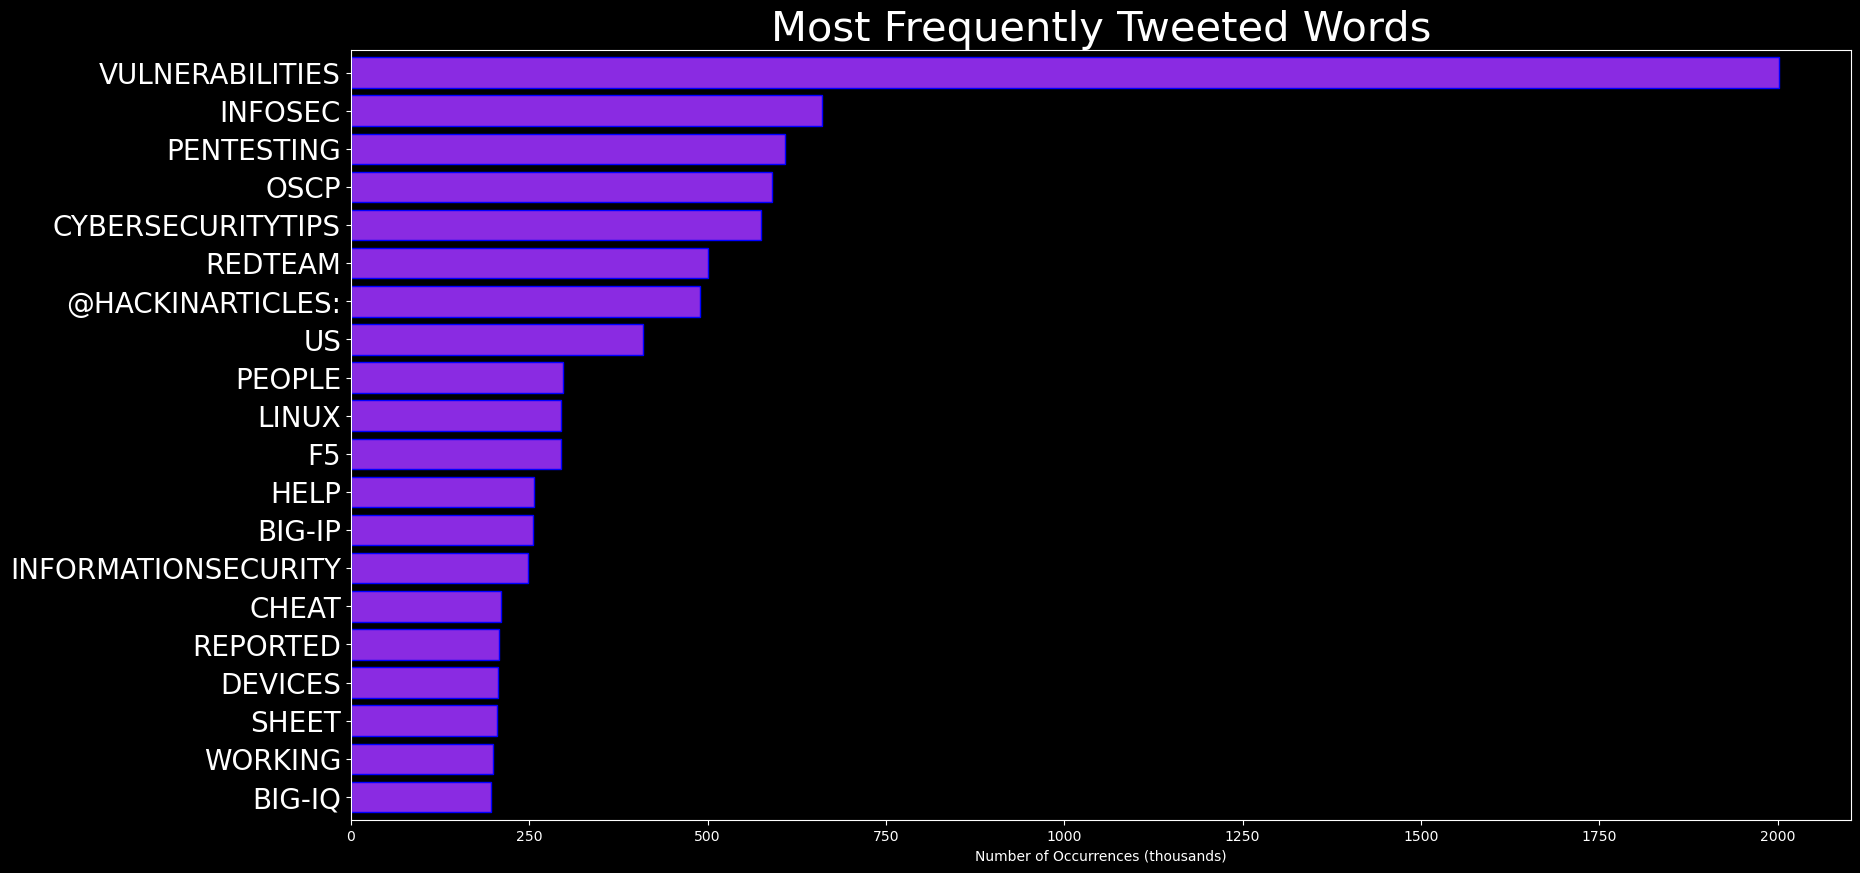 Most Frequently Tweeted Words
VULNERABILITIES
INFOSEC
PENTESTING
OSCP
CYBERSECURITYTIPS
REDTEAM
@HACKINARTICLES:
US
PEOPLE
LINUX
F5
HELP
BIG-IP
INFORMATIONSECURITY
CHEAT
REPORTED
DEVICES
SHEET
WORKING
BIG-IQ
0 250 500 750 1000 1250 1500 1750 2000
Number of Occurrences (thousands)